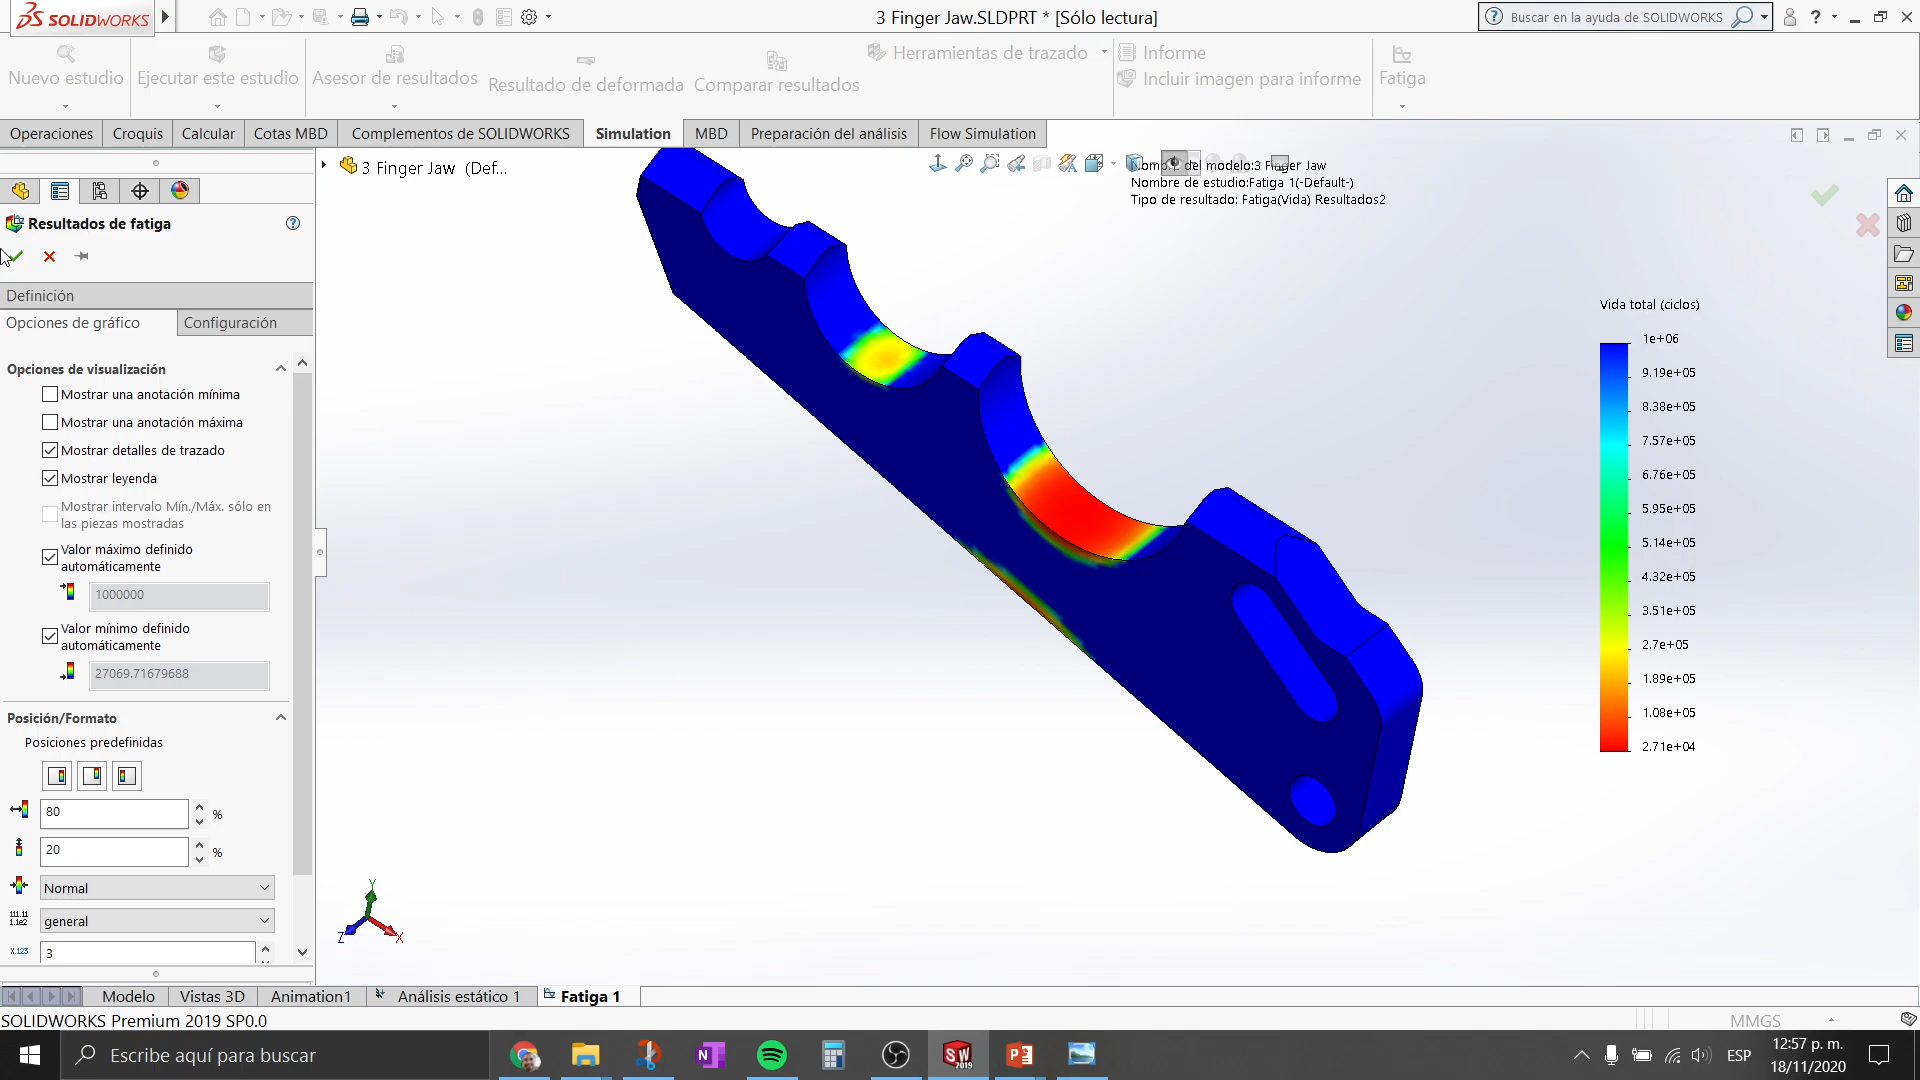 SOLIDWORKS
3 Finger Jaw.SLDPRT * [Sólo lectura]
Buscar en la ayuda de SOLIDWORKS
Nuevo estudio
Ejecutar este estudio
Asesor de resultados
Resultado de deformada
Comparar resultados
Herramientas de trazado
Informe
Incluir imagen para informe
Fatiga
Operaciones
Croquis
Calcular
Cotas MBD
Complementos de SOLIDWORKS
Simulation
MBD
Preparación del análisis
Flow Simulation
3 Finger Jaw (Def...
del modelo:3 Finger Jaw
Nombre de estudio:Fatiga 1(-Default-)
Tipo de resultado: Fatiga(Vida) Resultados2
Resultados de fatiga
Definición
Opciones de gráfico
Configuración
Opciones de visualización
Mostrar una anotación mínima
Mostrar una anotación máxima
Mostrar detalles de trazado
Mostrar leyenda
Mostrar intervalo Mín./Máx. sólo en
las piezas mostradas
Valor máximo definido
automáticamente
1000000
Valor mínimo definido
automáticamente
27069.71679688
Posición/Formato
Posiciones predefinidas
80 %
20 %
Normal
general
3
Vida total (ciclos)
1e+06
9.19e+05
8.38e+05
7.57e+05
6.76e+05
5.95e+05
5.14e+05
4.32e+05
3.51e+05
2.7e+05
1.89e+05
1.08e+05
2.71e+04
Y
Z
X
Modelo
Vistas 3D
Animation1
Análisis estático 1
Fatiga 1
SOLIDWORKS Premium 2019 SP0.0
MMGS
Escribe aquí para buscar
ESP
12:57 p. m.
18/11/2020